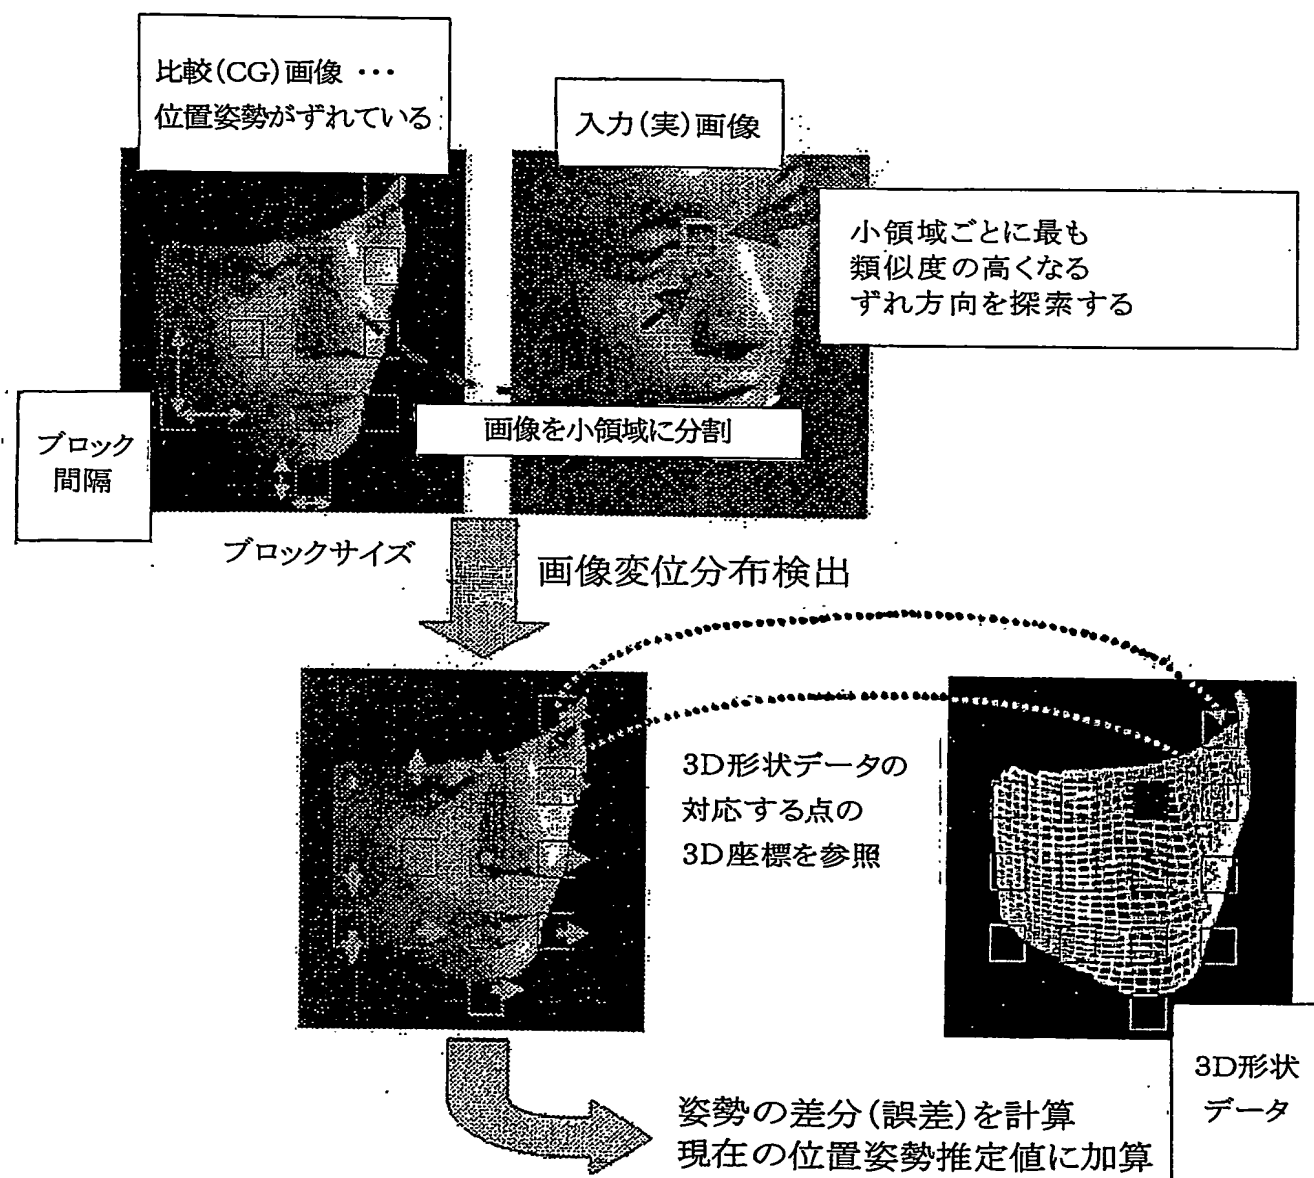 比較(CG)画像 ･･･
位置姿勢がずれている
入力(実)画像
小領域ごとに最も
類似度の高くなる
ずれ方向を探索する
画像を小領域に分割
ブロック
間隔
ブロックサイズ
画像変位分布検出
3D形状データの
対応する点の
3D座標を参照
3D形状
データ
姿勢の差分(誤差)を計算
現在の位置姿勢推定値に加算